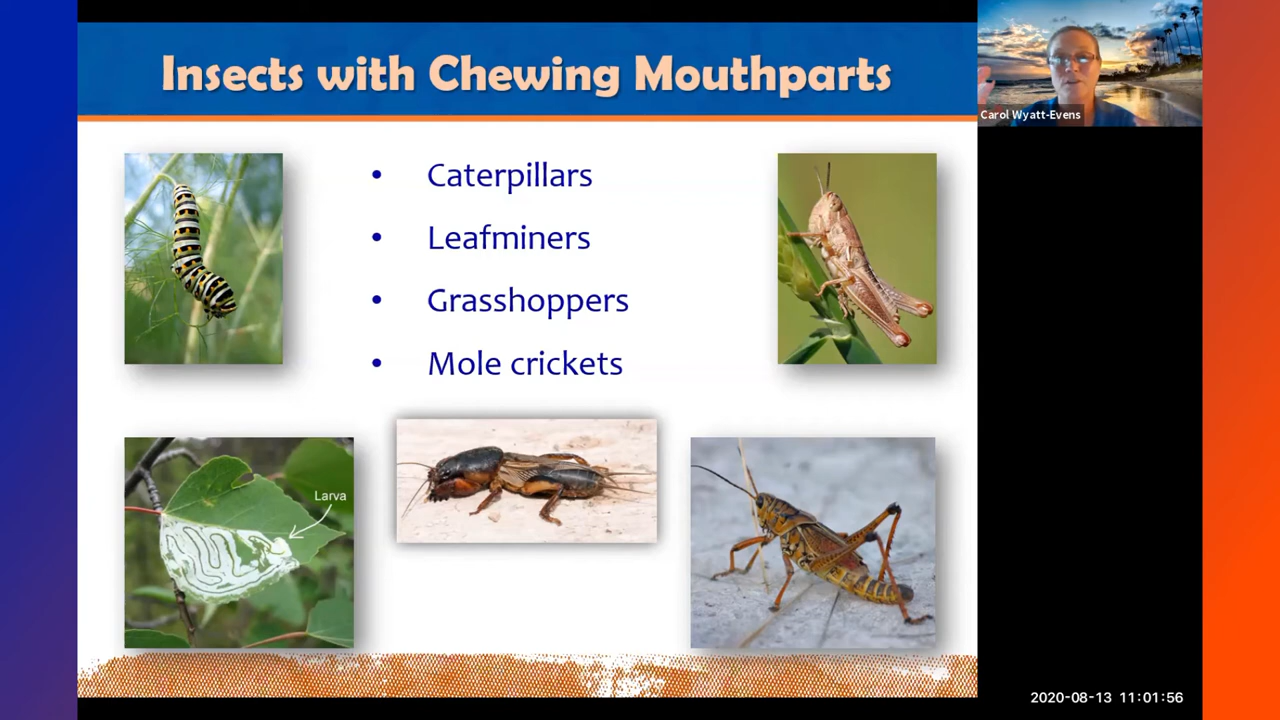 Insects with Chewing Mouthparts
Carol Wyatt-Evens
• Caterpillars
• Leafminers
• Grasshoppers
• Mole crickets
Larva
2020-08-13 11:01:56